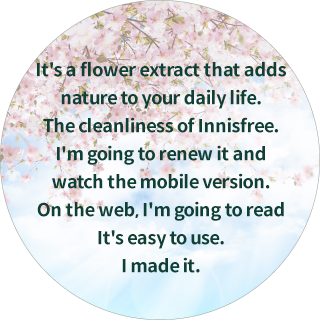 It's a flower extract that adds
nature to your daily life.
The cleanliness of Innisfree.
I'm going to renew it and
watch the mobile version.
On the web, I'm going to read
It's easy to use.
I made it.